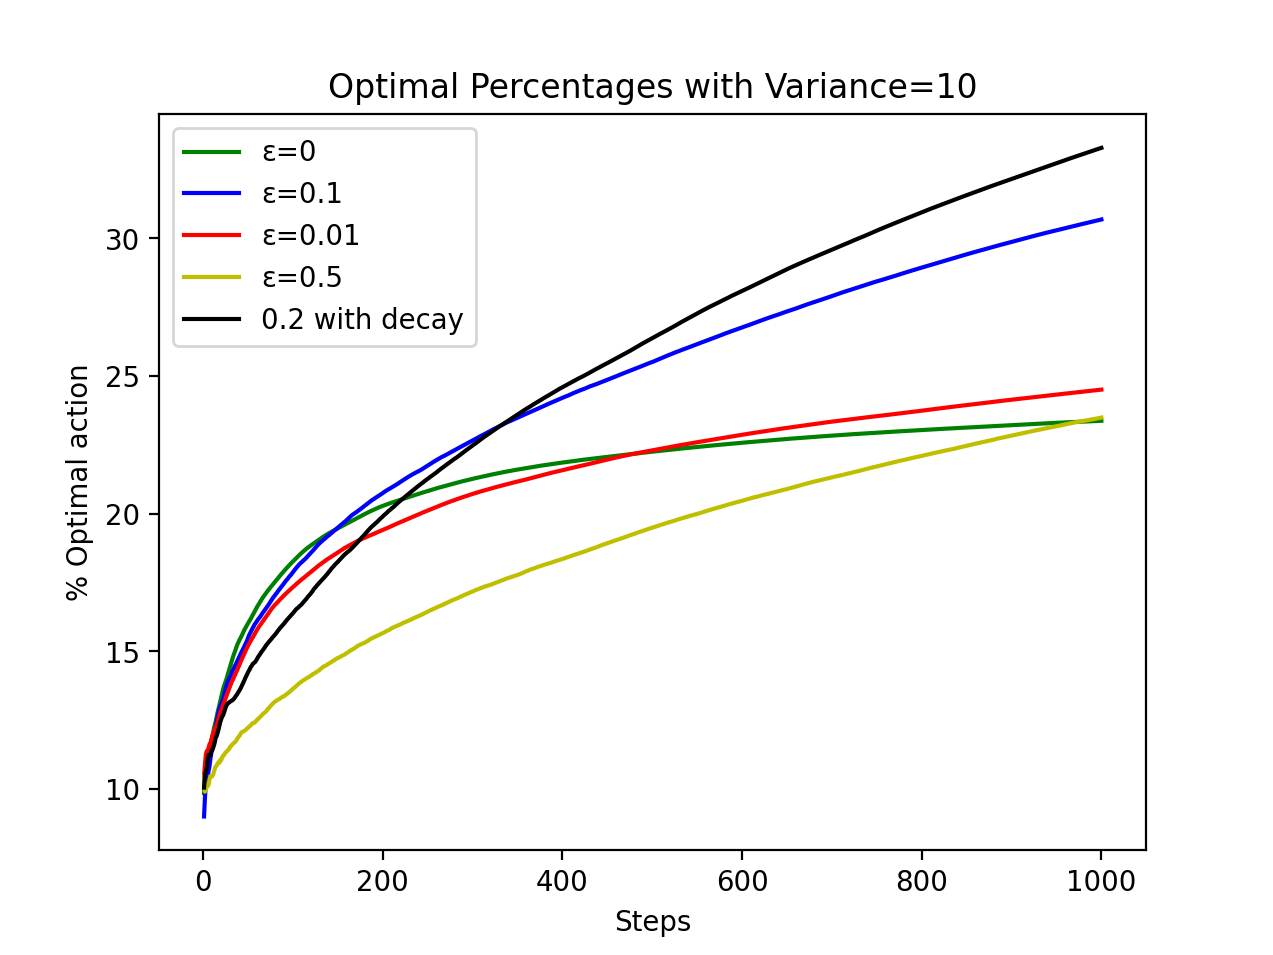 Optimal Percentages with Variance=10
ε=0
ε=0.1
ε=0.01
ε=0.5
0.2 with decay
30
25
20
15
10
% Optimal action
0 200 400 600 800 1000
Steps